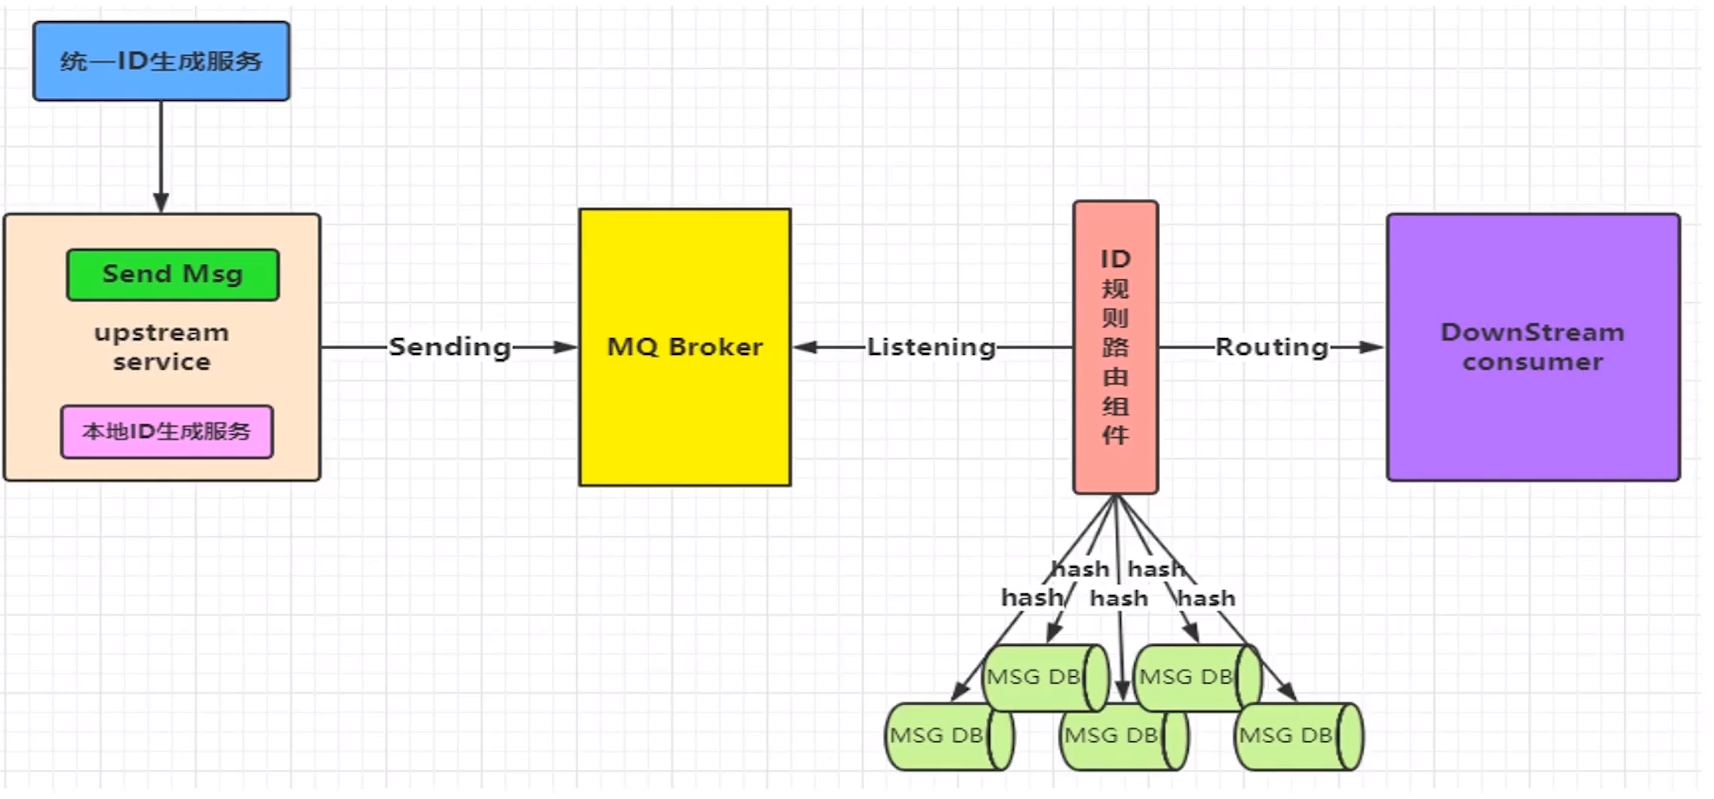 统一ID生成服务
Send Msg
upstream
service
本地ID生成服务
Sending
MQ Broker
Listening
ID
规
则
路
由
组
件
Routing
DownStream
consumer
hash
hash
hash
hash
hash
MSG DB
MSG DB
MSG DB
MSG DB
MSG DB